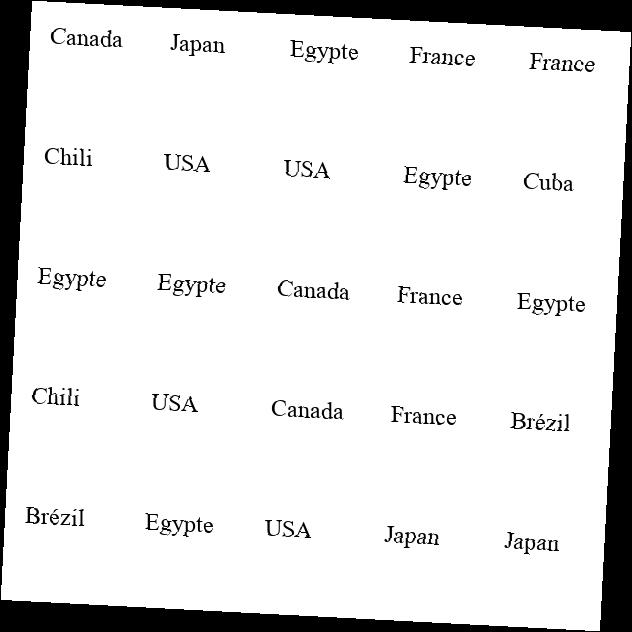 Canada Japan Egypte France France
Chili USA USA Egypte Cuba
Egypte Egypte Canada France Egypte
Chili USA Canada France Brézil
Brézil Egypte USA Japan Japan